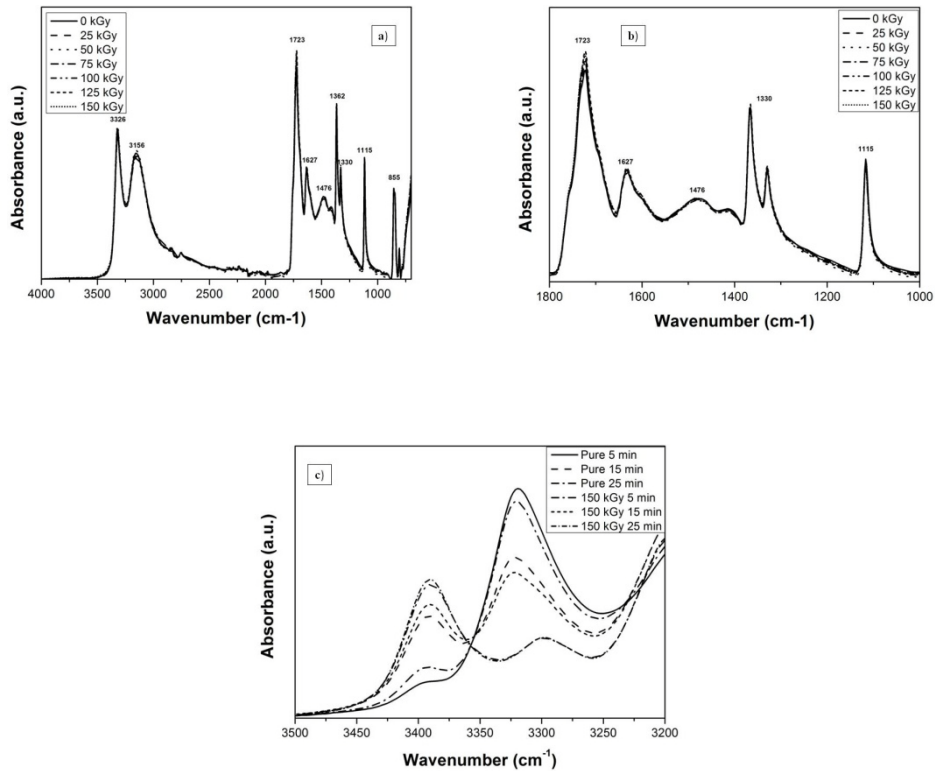 a)
0 kGy
25 kGy
50 kGy
75 kGy
100 kGy
125 kGy
150 kGy
3326
3156
1723
1627
1476
1362
1330
1115
855
Absorbance (a.u.)
4000 3500 3000 2500 2000 1500 1000
Wavenumber (cm-1)
b)
0 kGy
25 kGy
50 kGy
75 kGy
100 kGy
125 kGy
150 kGy
1723
1627
1476
1330
1115
Absorbance (a.u.)
1800 1600 1400 1200 1000
Wavenumber (cm-1)
c)
Pure 5 min
Pure 15 min
Pure 25 min
150 kGy 5 min
150 kGy 15 min
150 kGy 25 min
Absorbance (a.u.)
3500 3450 3400 3350 3300 3250 3200
Wavenumber (cm⁻¹)